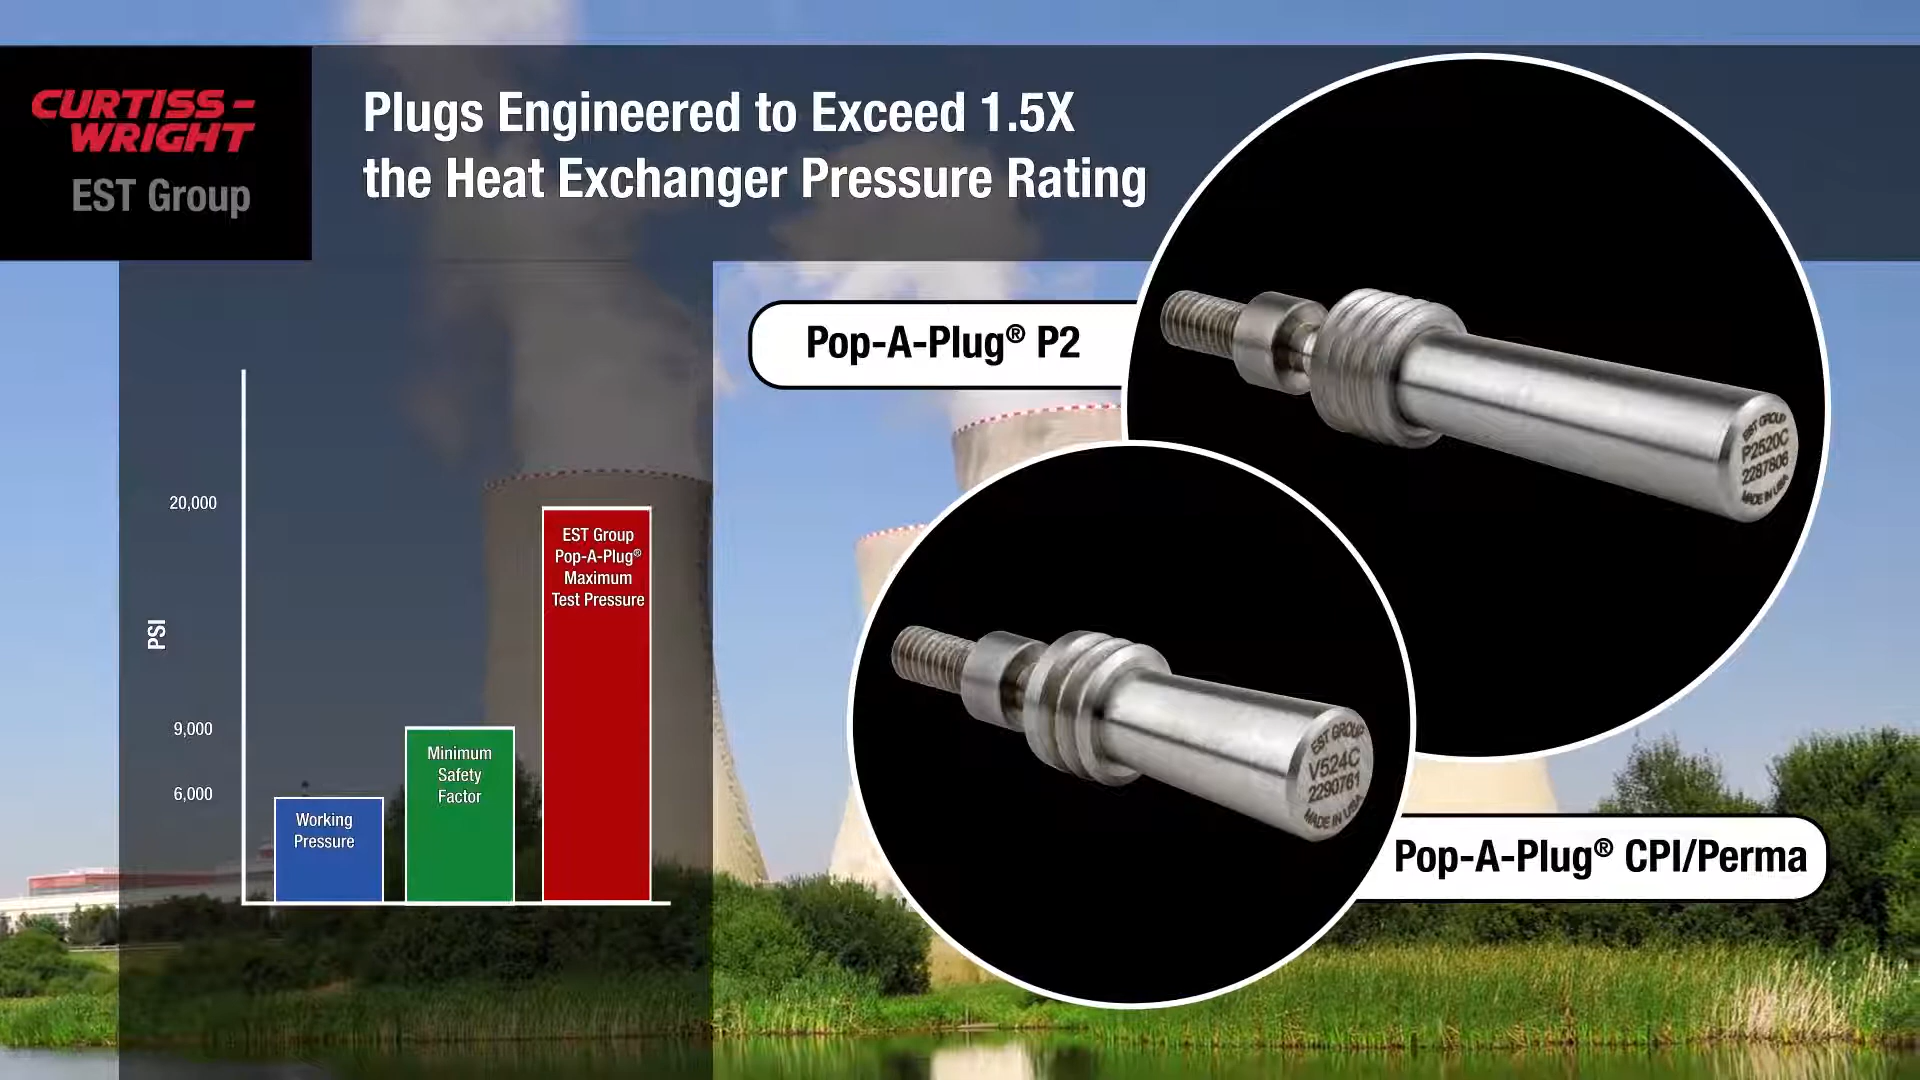 CURTISS-
WRIGHT
EST Group
Plugs Engineered to Exceed 1.5X
the Heat Exchanger Pressure Rating
Pop-A-Plug® P2
EST GROUP
P2520C
2287806
MADE IN USA
20,000
9,000
6,000
PSI
Working
Pressure
Minimum
Safety
Factor
EST Group
Pop-A-Plug®
Maximum
Test Pressure
EST GROUP
V524C
2290761
MADE IN USA
Pop-A-Plug® CPI/Perma